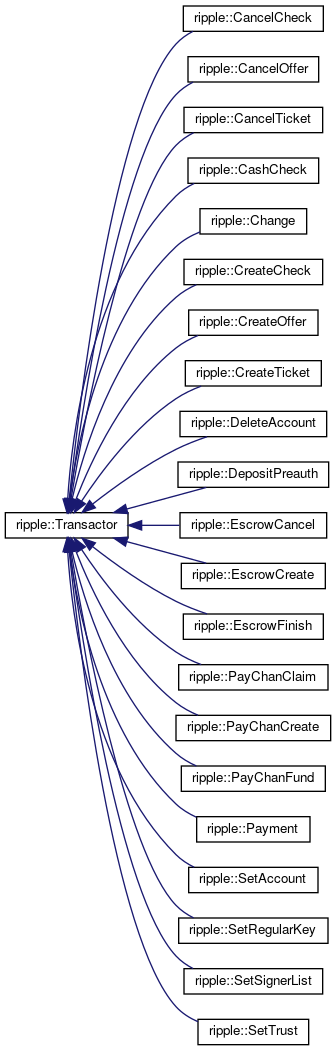 ripple::CancelCheck
ripple::CancelOffer
ripple::CancelTicket
ripple::CashCheck
ripple::Change
ripple::CreateCheck
ripple::CreateOffer
ripple::CreateTicket
ripple::DeleteAccount
ripple::DepositPreauth
ripple::Transactor
ripple::EscrowCancel
ripple::EscrowCreate
ripple::EscrowFinish
ripple::PayChanClaim
ripple::PayChanCreate
ripple::PayChanFund
ripple::Payment
ripple::SetAccount
ripple::SetRegularKey
ripple::SetSignerList
ripple::SetTrust